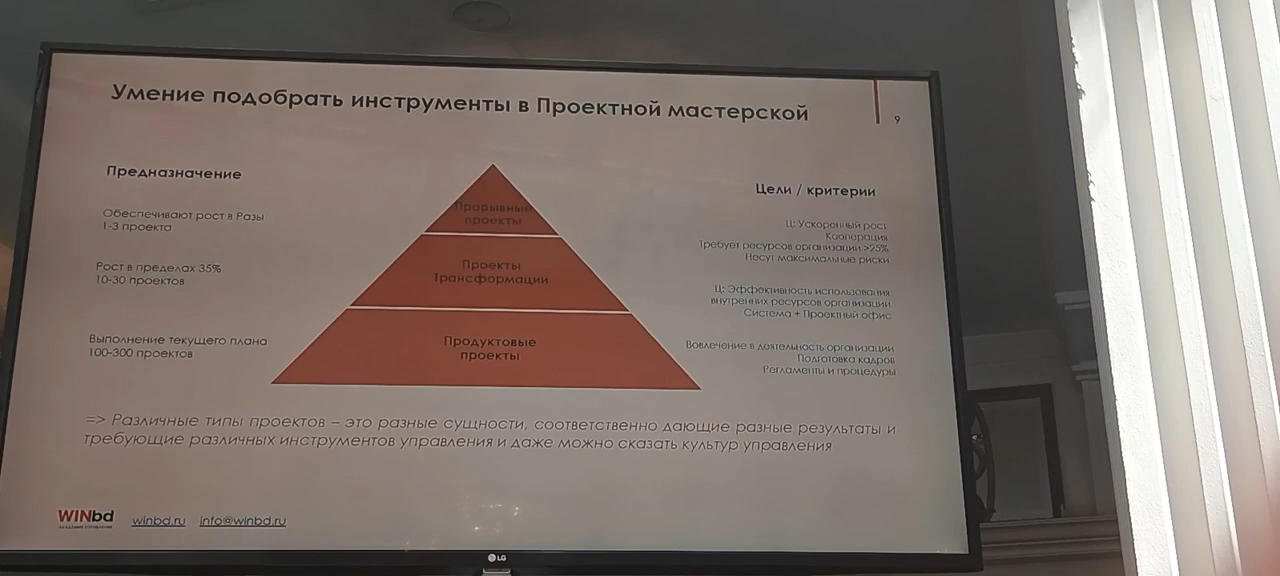 Умение подобрать инструменты в Проектной мастерской
9
Предназначение
Обеспечивают рост в Разы
1-3 проекта
Рост в пределах 35%
10-30 проектов
Выполнение текущего плана
100-300 проектов
Прорывные
проекты
Проекты
Трансформации
Продуктовые
проекты
Цели / критерии
Ц: Ускоренный рост
Кооперация
Требует ресурсов организации >25%
Несут максимальные риски
Ц: Эффективность использования
внутренних ресурсов организации
Система + Проектный офис
Вовлечение в деятельность организации
Подготовка кадров
Регламенты и процедуры
=> Различные типы проектов – это разные сущности, соответственно дающие разные результаты и
требующие различных инструментов управления и даже можно сказать культур управления
WINbd
АКАДЕМИЯ УПРАВЛЕНИЯ
winbd.ru info@winbd.ru
LG